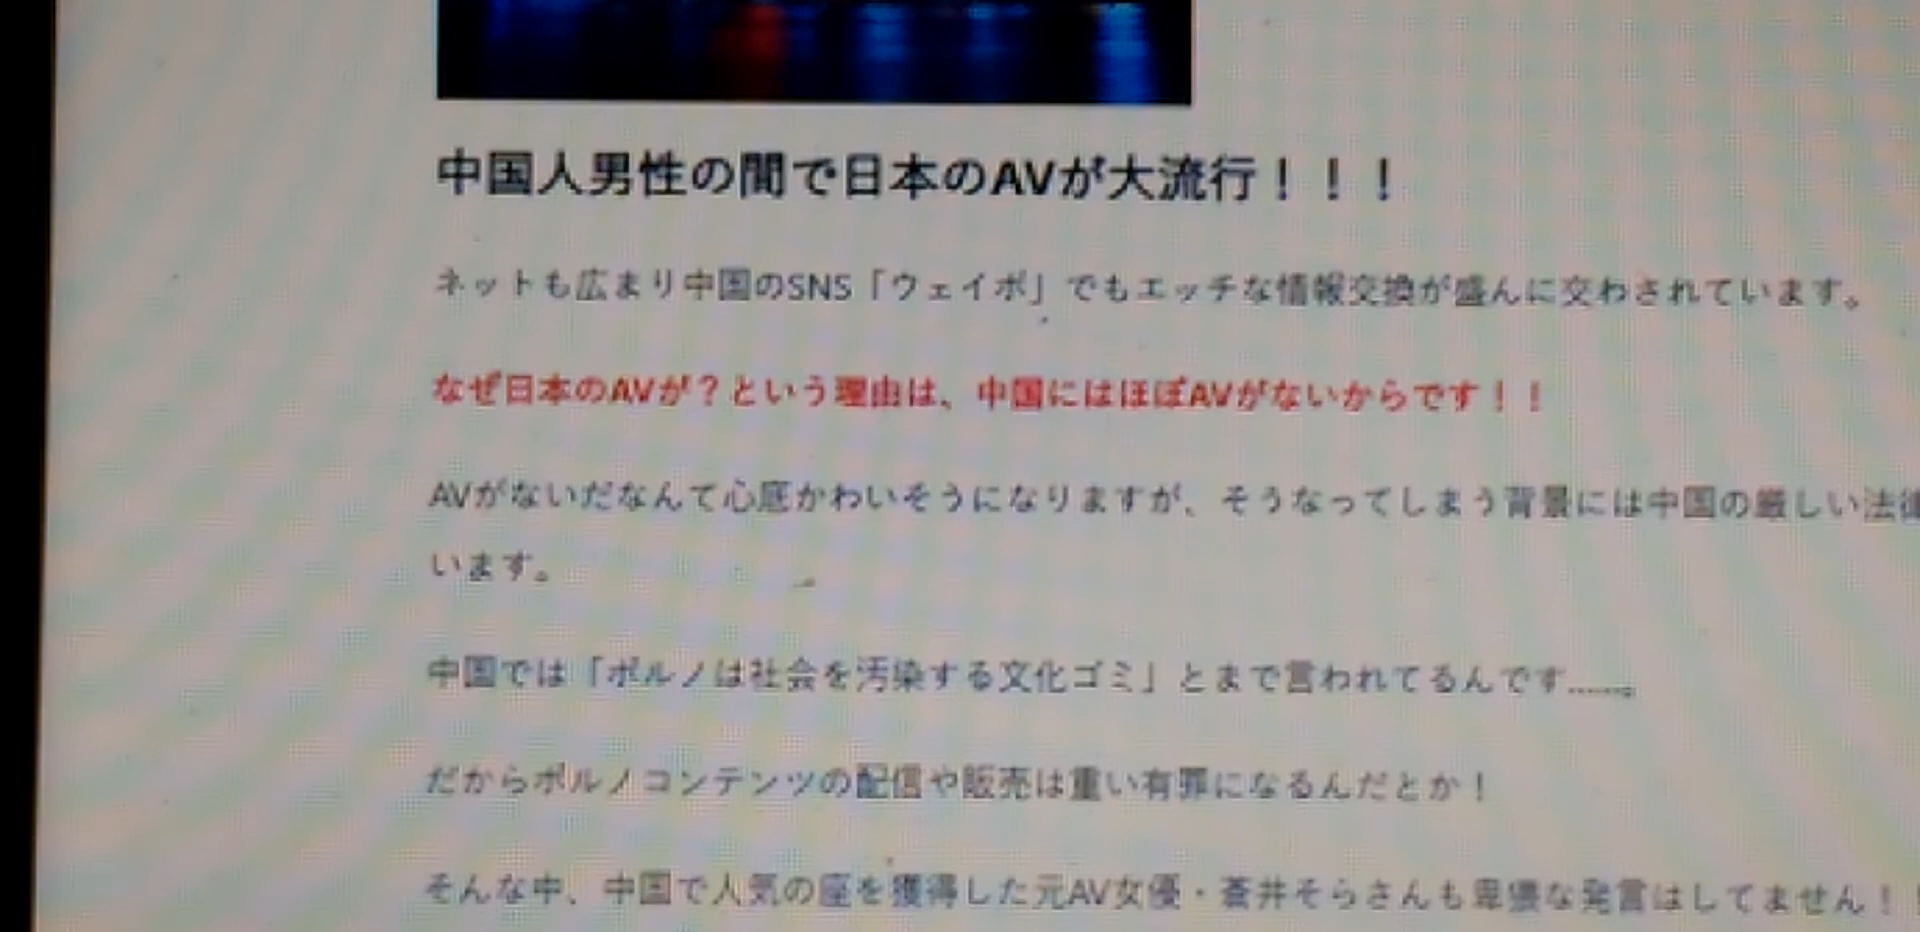 中国人男性の間で日本のAVが大流行！！！
ネットも広まり中国のSNS「ウェイボ」でもエッチな情報交換が盛んに交わされています。
なぜ日本のAVが？という理由は、中国にはほぼAVがないからです！！
AVがないだなんて心底かわいそうになりますが、そうなってしまう背景には中国の厳しい法律
います。
中国では「ポルノは社会を汚染する文化ゴミ」とまで言われてるんです……。
だからポルノコンテンツの配信や販売は重い有罪になるんだとか！
そんな中、中国で人気の座を獲得した元AV女優・蒼井そらさんも卑猥な発言はしてません！！